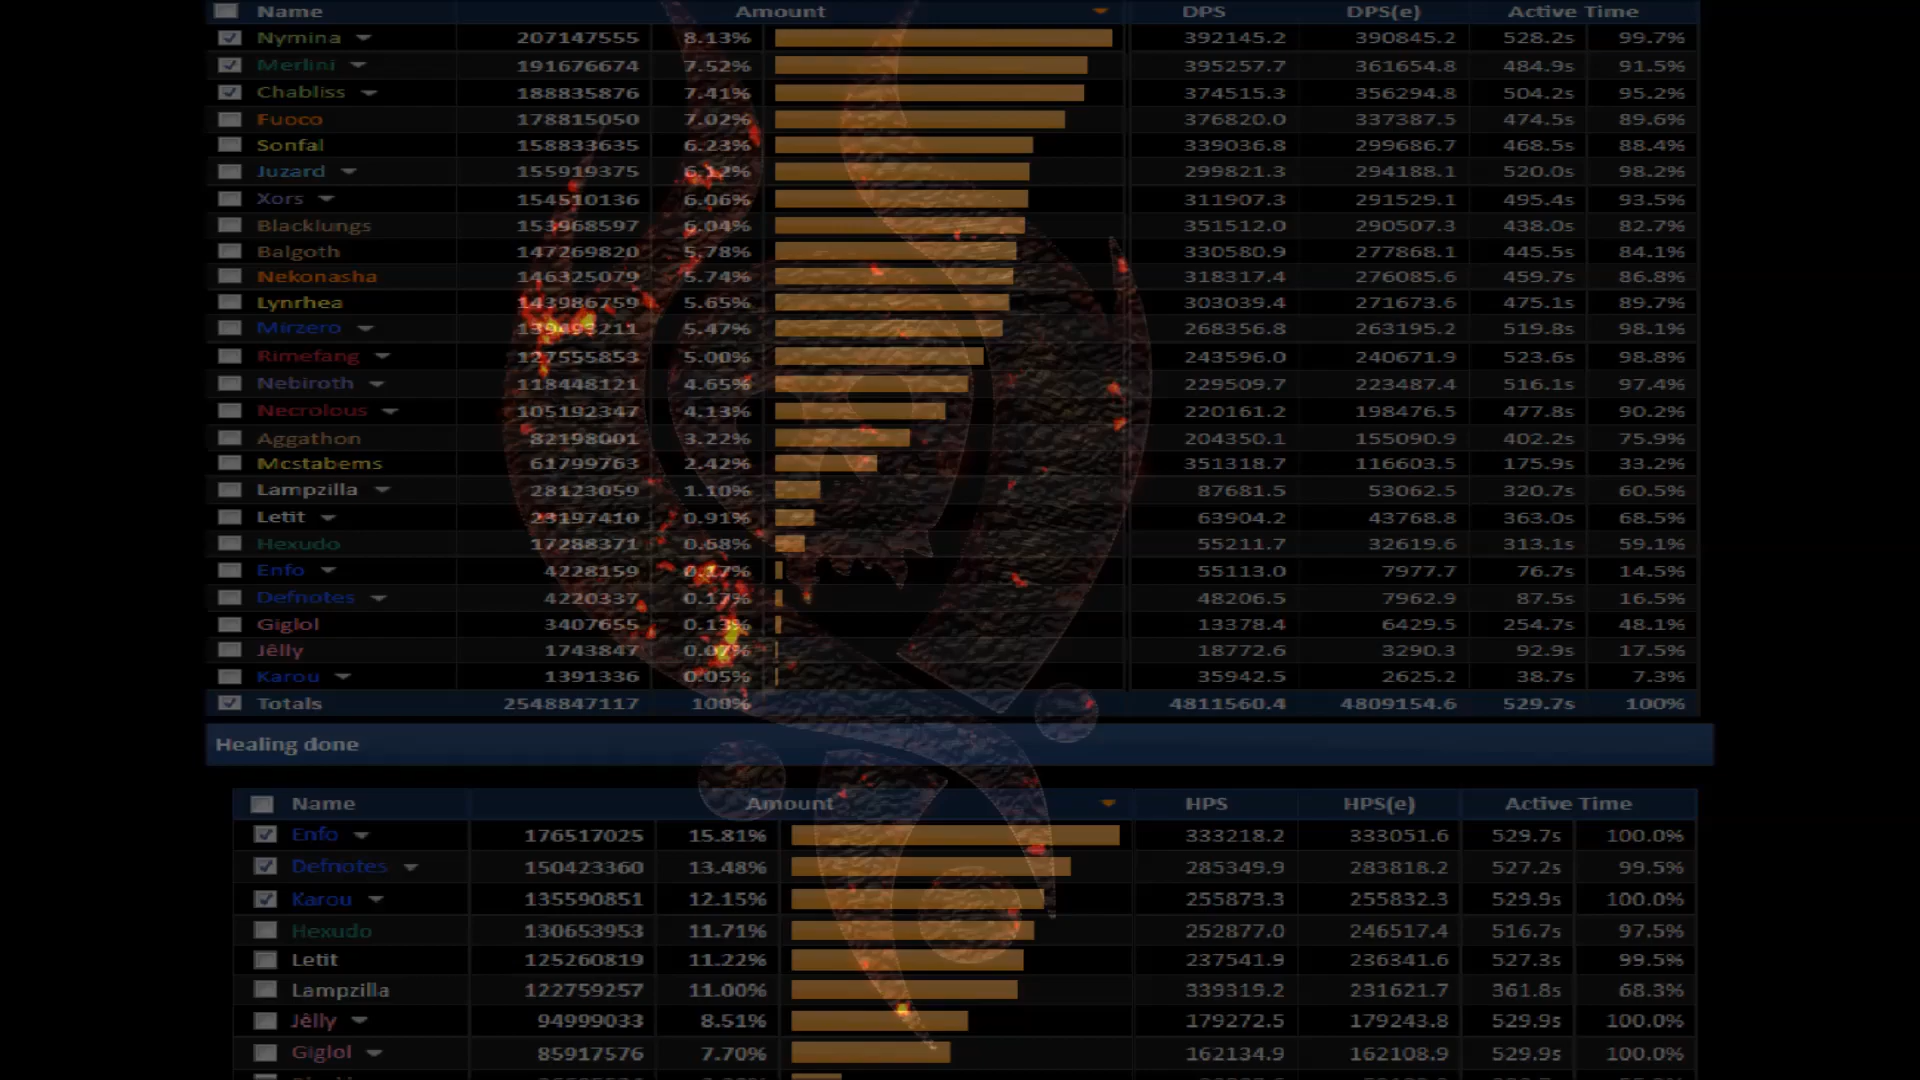 Name Amount DPS DPS(e) Active Time
Nymina 207147555 8.13% 392145.2 390845.2 528.2s 99.7%
Merlini 191676674 7.52% 395257.7 361654.8 484.9s 91.5%
Chabliss 188835876 7.41% 374515.3 356294.8 504.2s 95.2%
Fuoco 178815050 7.02% 376820.0 337387.5 474.5s 89.6%
Sonfal 158833635 6.23% 339036.8 299686.7 468.5s 88.4%
Juzard 155919375 6.12% 299821.3 294188.1 520.0s 98.2%
Xors 154510136 6.06% 311907.3 291529.1 495.4s 93.5%
Blacklungs 153968597 6.04% 351512.0 290507.3 438.0s 82.7%
Balgoth 147269820 5.78% 330580.9 277868.1 445.5s 84.1%
Nekonasha 146325079 5.74% 318317.4 276085.6 459.7s 86.8%
Lynrhea 143986759 5.65% 303039.4 271673.6 475.1s 89.7%
Mirzero 139493211 5.47% 268356.8 263195.2 519.8s 98.1%
Rimefang 127555853 5.00% 243596.0 240671.9 523.6s 98.8%
Nebiroth 118448121 4.65% 229509.7 223487.4 516.1s 97.4%
Necrolous 105192347 4.13% 220161.2 198476.5 477.8s 90.2%
Aggathon 82198001 3.22% 204350.1 155090.9 402.2s 75.9%
Mcstabems 61799763 2.42% 351318.7 116603.5 175.9s 33.2%
Lampzilla 28123059 1.10% 87681.5 53062.5 320.7s 60.5%
Letit 23197410 0.91% 63904.2 43768.8 363.0s 68.5%
Hexudo 17288371 0.68% 55211.7 32619.6 313.1s 59.1%
Enfo 4228159 0.17% 55113.0 7977.7 76.7s 14.5%
Defnotes 4220337 0.17% 48206.5 7962.9 87.5s 16.5%
Giglol 3407655 0.13% 13378.4 6429.5 254.7s 48.1%
Jêlly 1743847 0.07% 18772.6 3290.3 92.9s 17.5%
Karou 1391336 0.05% 35942.5 2625.2 38.7s 7.3%
Totals 2548847117 100% 4811560.4 4809154.6 529.7s 100%
Healing done
Name Amount HPS HPS(e) Active Time
Enfo 176517025 15.81% 333218.2 333051.6 529.7s 100.0%
Defnotes 150423360 13.48% 285349.9 283818.2 527.2s 99.5%
Karou 135590851 12.15% 255873.3 255832.3 529.9s 100.0%
Hexudo 130653953 11.71% 252877.0 246517.4 516.7s 97.5%
Letit 125260819 11.22% 237541.9 236341.6 527.3s 99.5%
Lampzilla 122759257 11.00% 339319.2 231621.7 361.8s 68.3%
Jêlly 94999033 8.51% 179272.5 179243.8 529.9s 100.0%
Giglol 85917576 7.70% 162134.9 162108.9 529.9s 100.0%